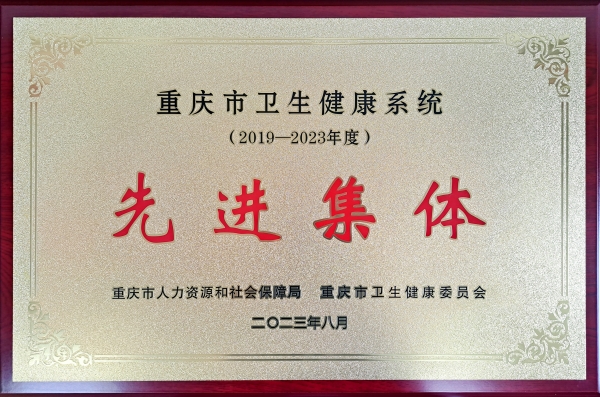 重庆市卫生健康系统
（2019—2023年度）
先进集体
重庆市人力资源和社会保障局 重庆市卫生健康委员会
二〇二三年八月